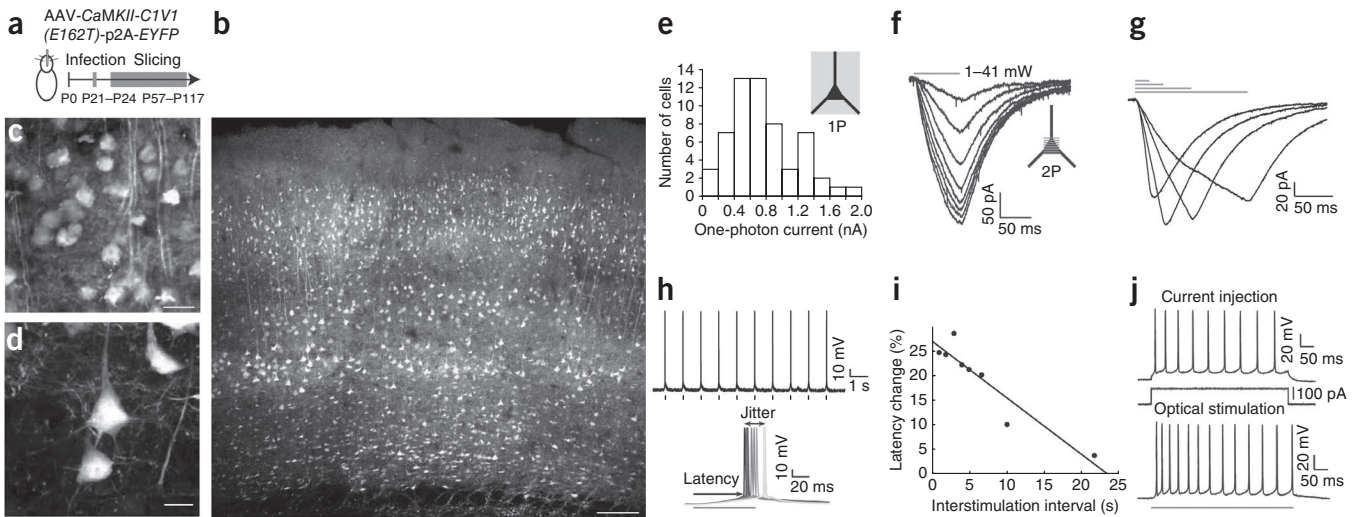 a
AAV-CaMKII-C1V1
(E162T)-p2A-EYFP
Infection Slicing
P0 P21–P24 P57–P117
b
c
d
e
14
12
10
8
6
4
2
0
Number of cells
0 0.4 0.8 1.2 1.6 2.0
One-photon current (nA)
1P
f
1–41 mW
2P
50 pA
50 ms
g
20 pA
50 ms
h
10 mV
1 s
Jitter
Latency
10 mV
20 ms
i
25
20
15
10
5
0
Latency change (%)
0 5 10 15 20 25
Interstimulation interval (s)
j
Current injection
20 mV
50 ms
100 pA
Optical stimulation
20 mV
50 ms